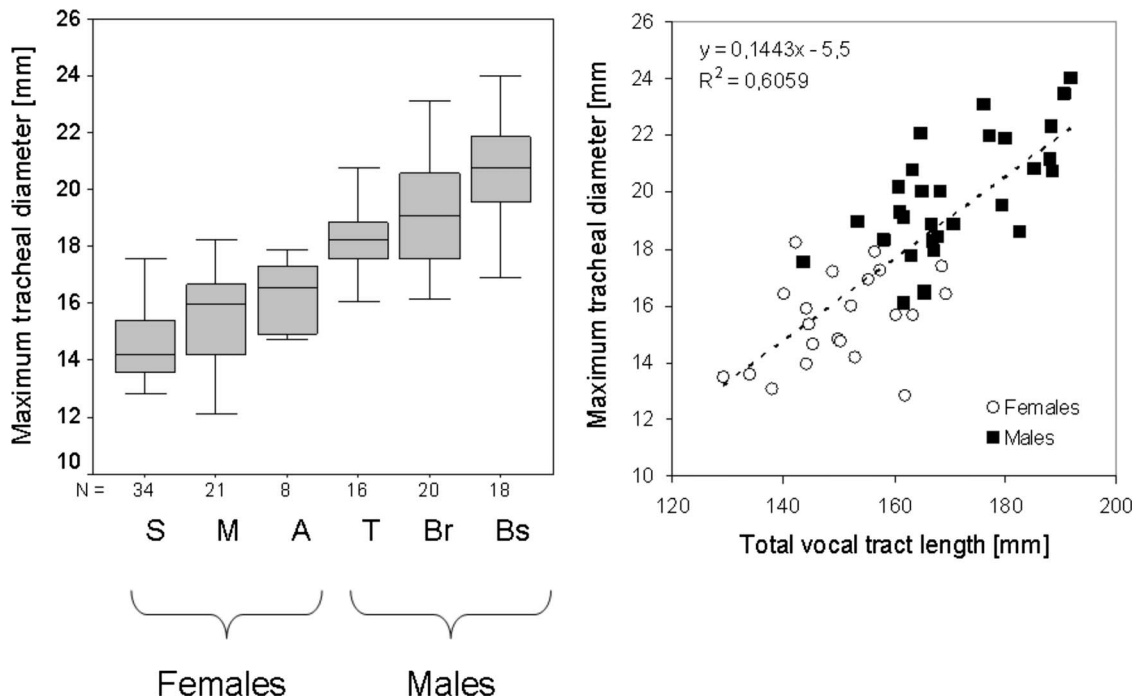 Maximum tracheal diameter [mm]
26
24
22
20
18
16
14
12
10
N = 34 21 8 16 20 18
S M A T Br Bs
Females Males
Maximum tracheal diameter [mm
26
24
22
20
18
16
14
12
10
y = 0,1443x - 5,5
R² = 0,6059
Females
Males
120 140 160 180 200
Total vocal tract length [mm]